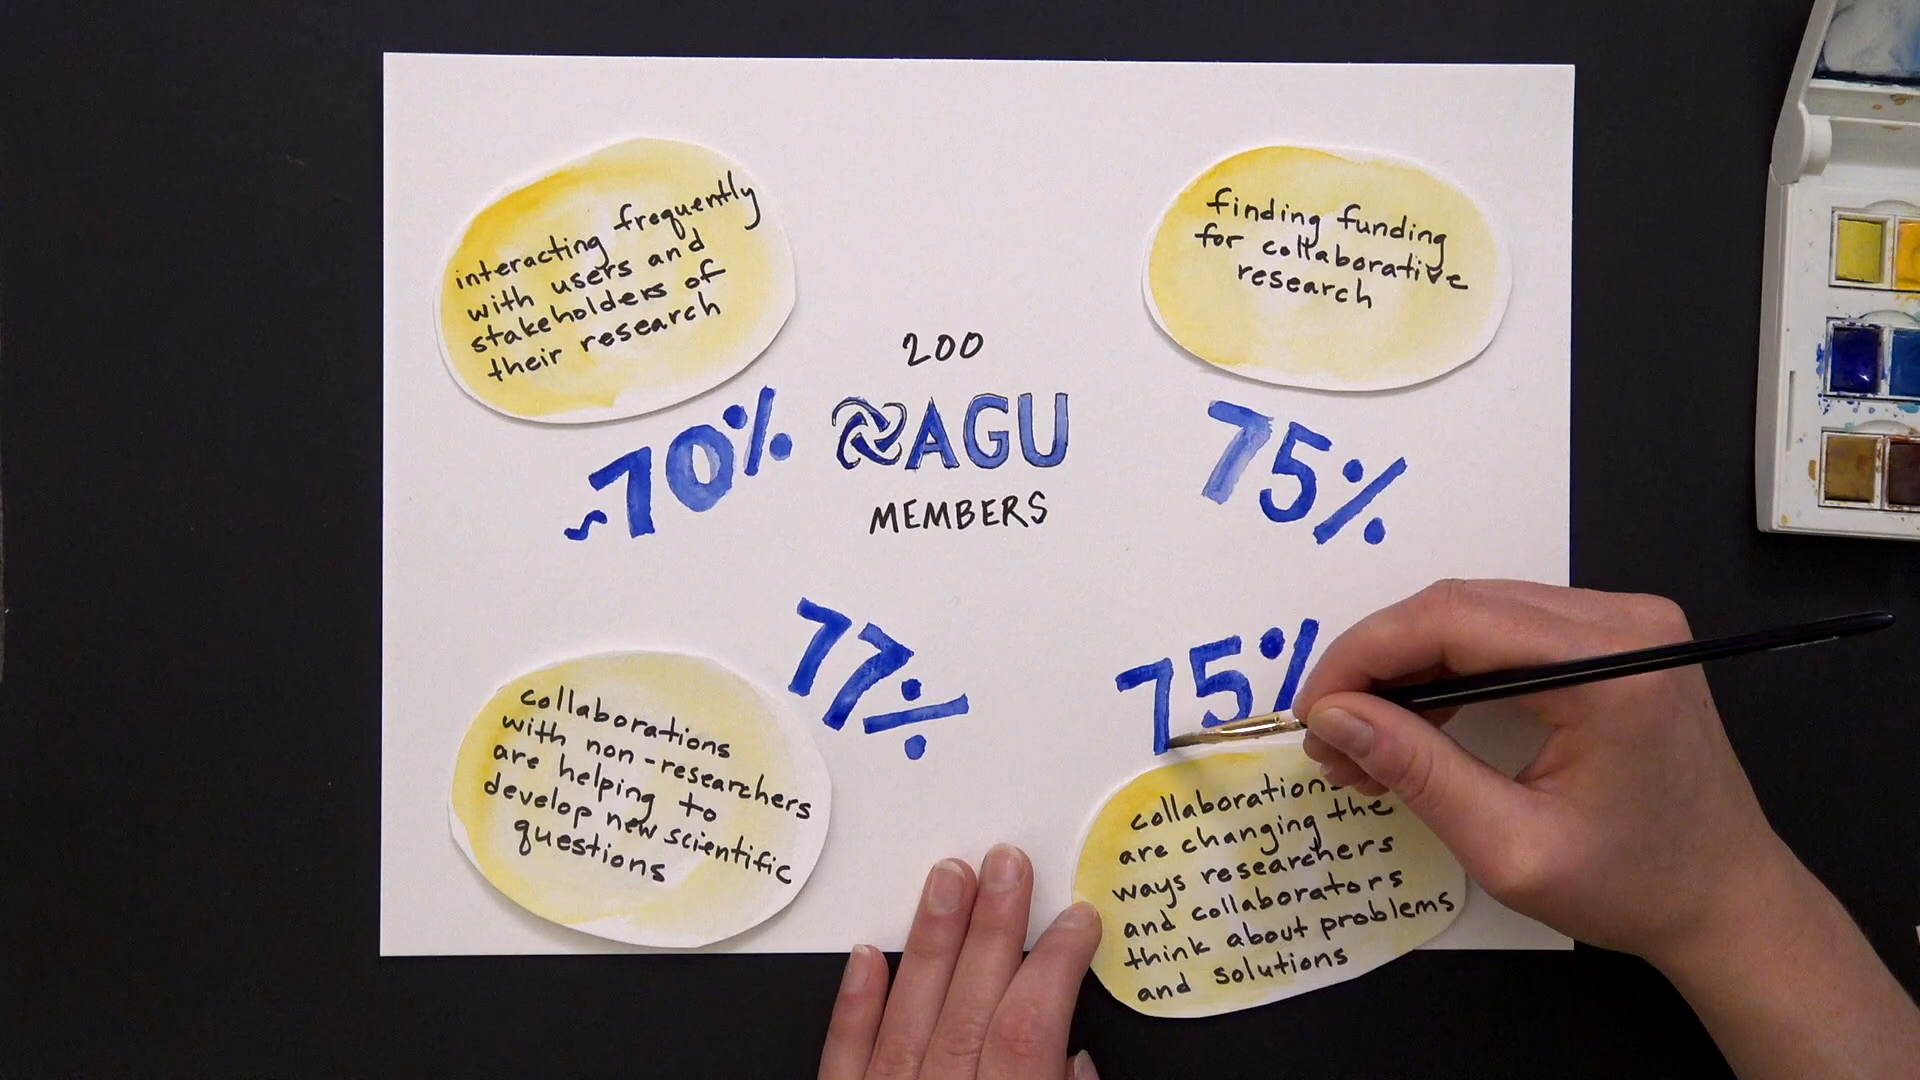 interacting frequently
with users and
stakeholders of
their research
~70%
finding funding
for collaborative
research
75%
200
AGU
MEMBERS
77%
collaborations
with non-researchers
are helping to
develop new scientific
questions
75%
are changing the
ways researchers
and collaborators
think about problems
and solutions